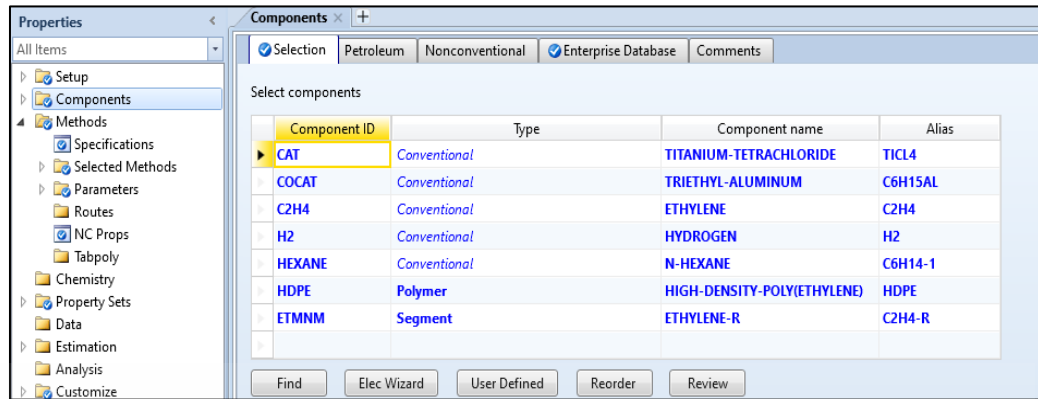 Properties
All Items
Setup
Components
Methods
Specifications
Selected Methods
Parameters
Routes
NC Props
Tabpoly
Chemistry
Property Sets
Data
Estimation
Analysis
Customize
Components
Selection Petroleum Nonconventional Enterprise Database Comments
Select components
Component ID Type Component name Alias
CAT Conventional TITANIUM-TETRACHLORIDE TICL4
COCAT Conventional TRIETHYL-ALUMINUM C6H15AL
C2H4 Conventional ETHYLENE C2H4
H2 Conventional HYDROGEN H2
HEXANE Conventional N-HEXANE C6H14-1
HDPE Polymer HIGH-DENSITY-POLY(ETHYLENE) HDPE
ETMNM Segment ETHYLENE-R C2H4-R
Find Elec Wizard User Defined Reorder Review